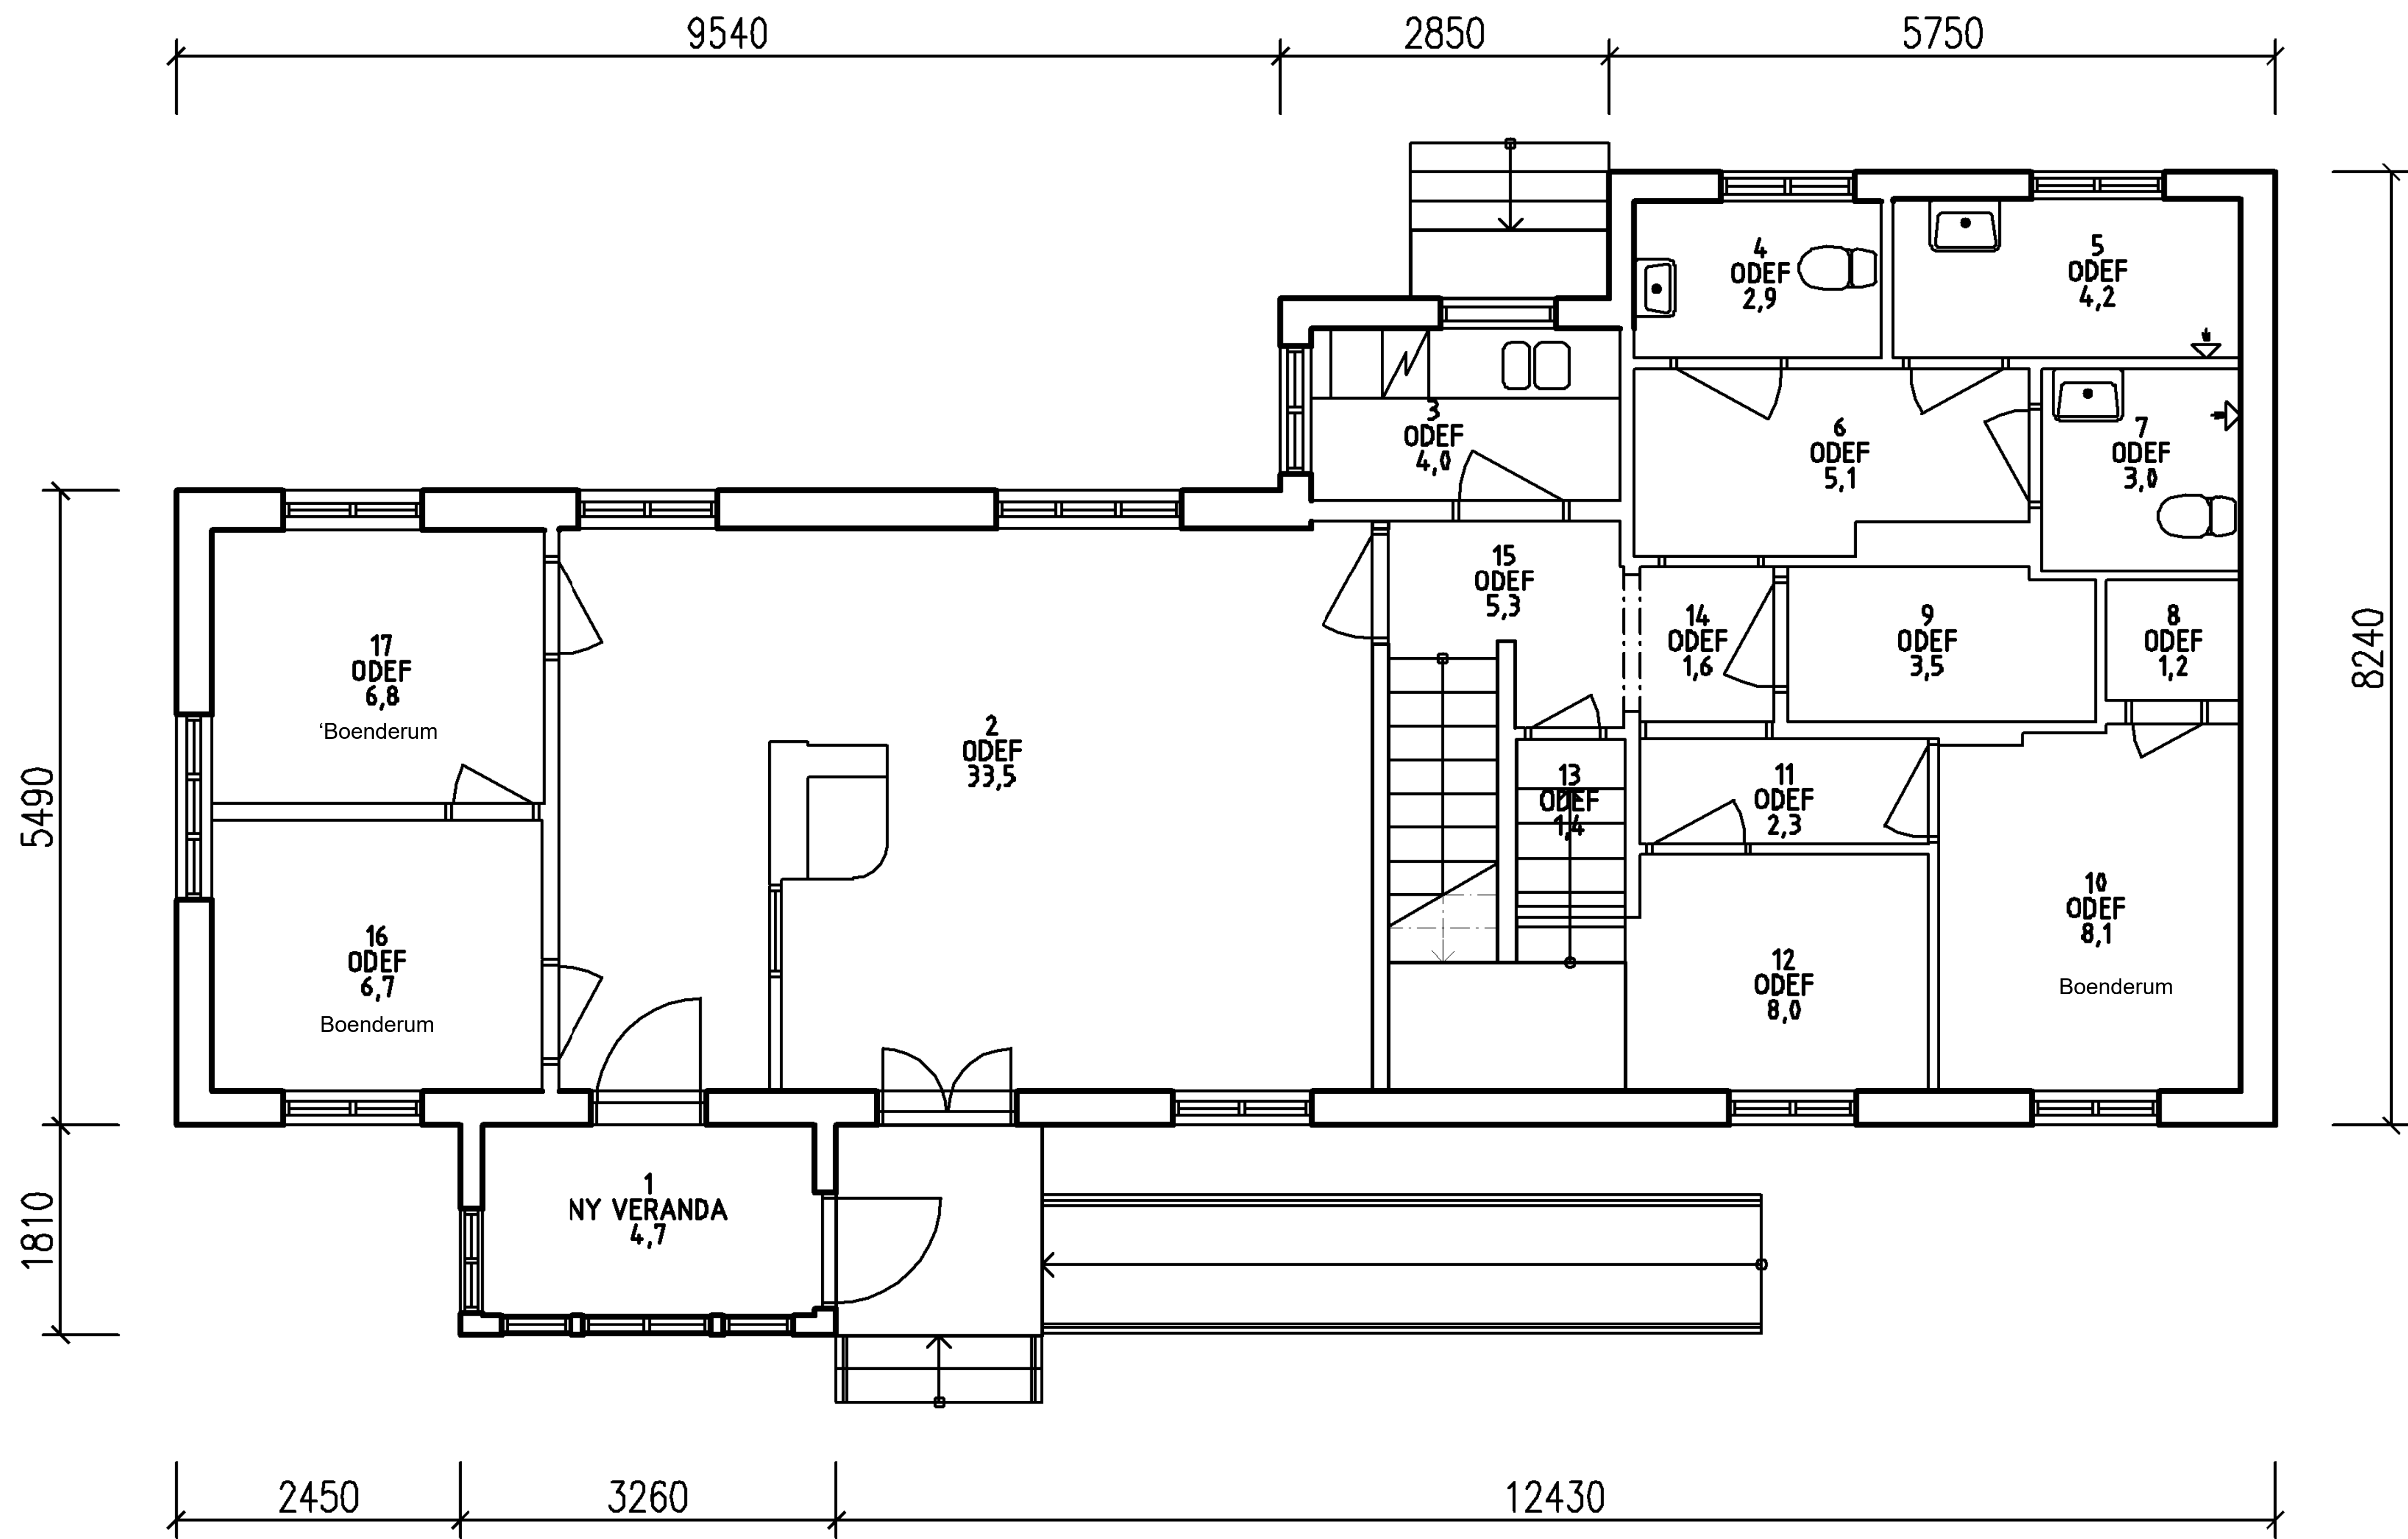 9540
2850
5750
4
ODEF
2,9
5
ODEF
4,2
3
ODEF
4,0
6
ODEF
5,1
7
ODEF
3,0
15
ODEF
5,3
14
ODEF
1,6
9
ODEF
3,5
8
ODEF
1,2
8240
17
ODEF
6,8
‘Boenderum
2
ODEF
33,5
13
ODEF
1,4
11
ODEF
2,3
5490
16
ODEF
6,7
Boenderum
12
ODEF
8,0
10
ODEF
8,1
Boenderum
1810
1
NY VERANDA
4,7
2450
3260
12430